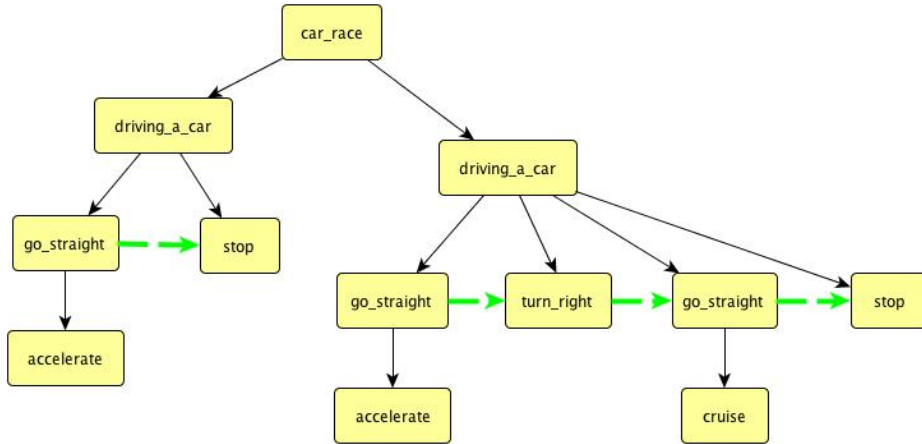 car_race
driving_a_car
driving_a_car
go_straight
stop
go_straight
turn_right
go_straight
stop
accelerate
accelerate
cruise